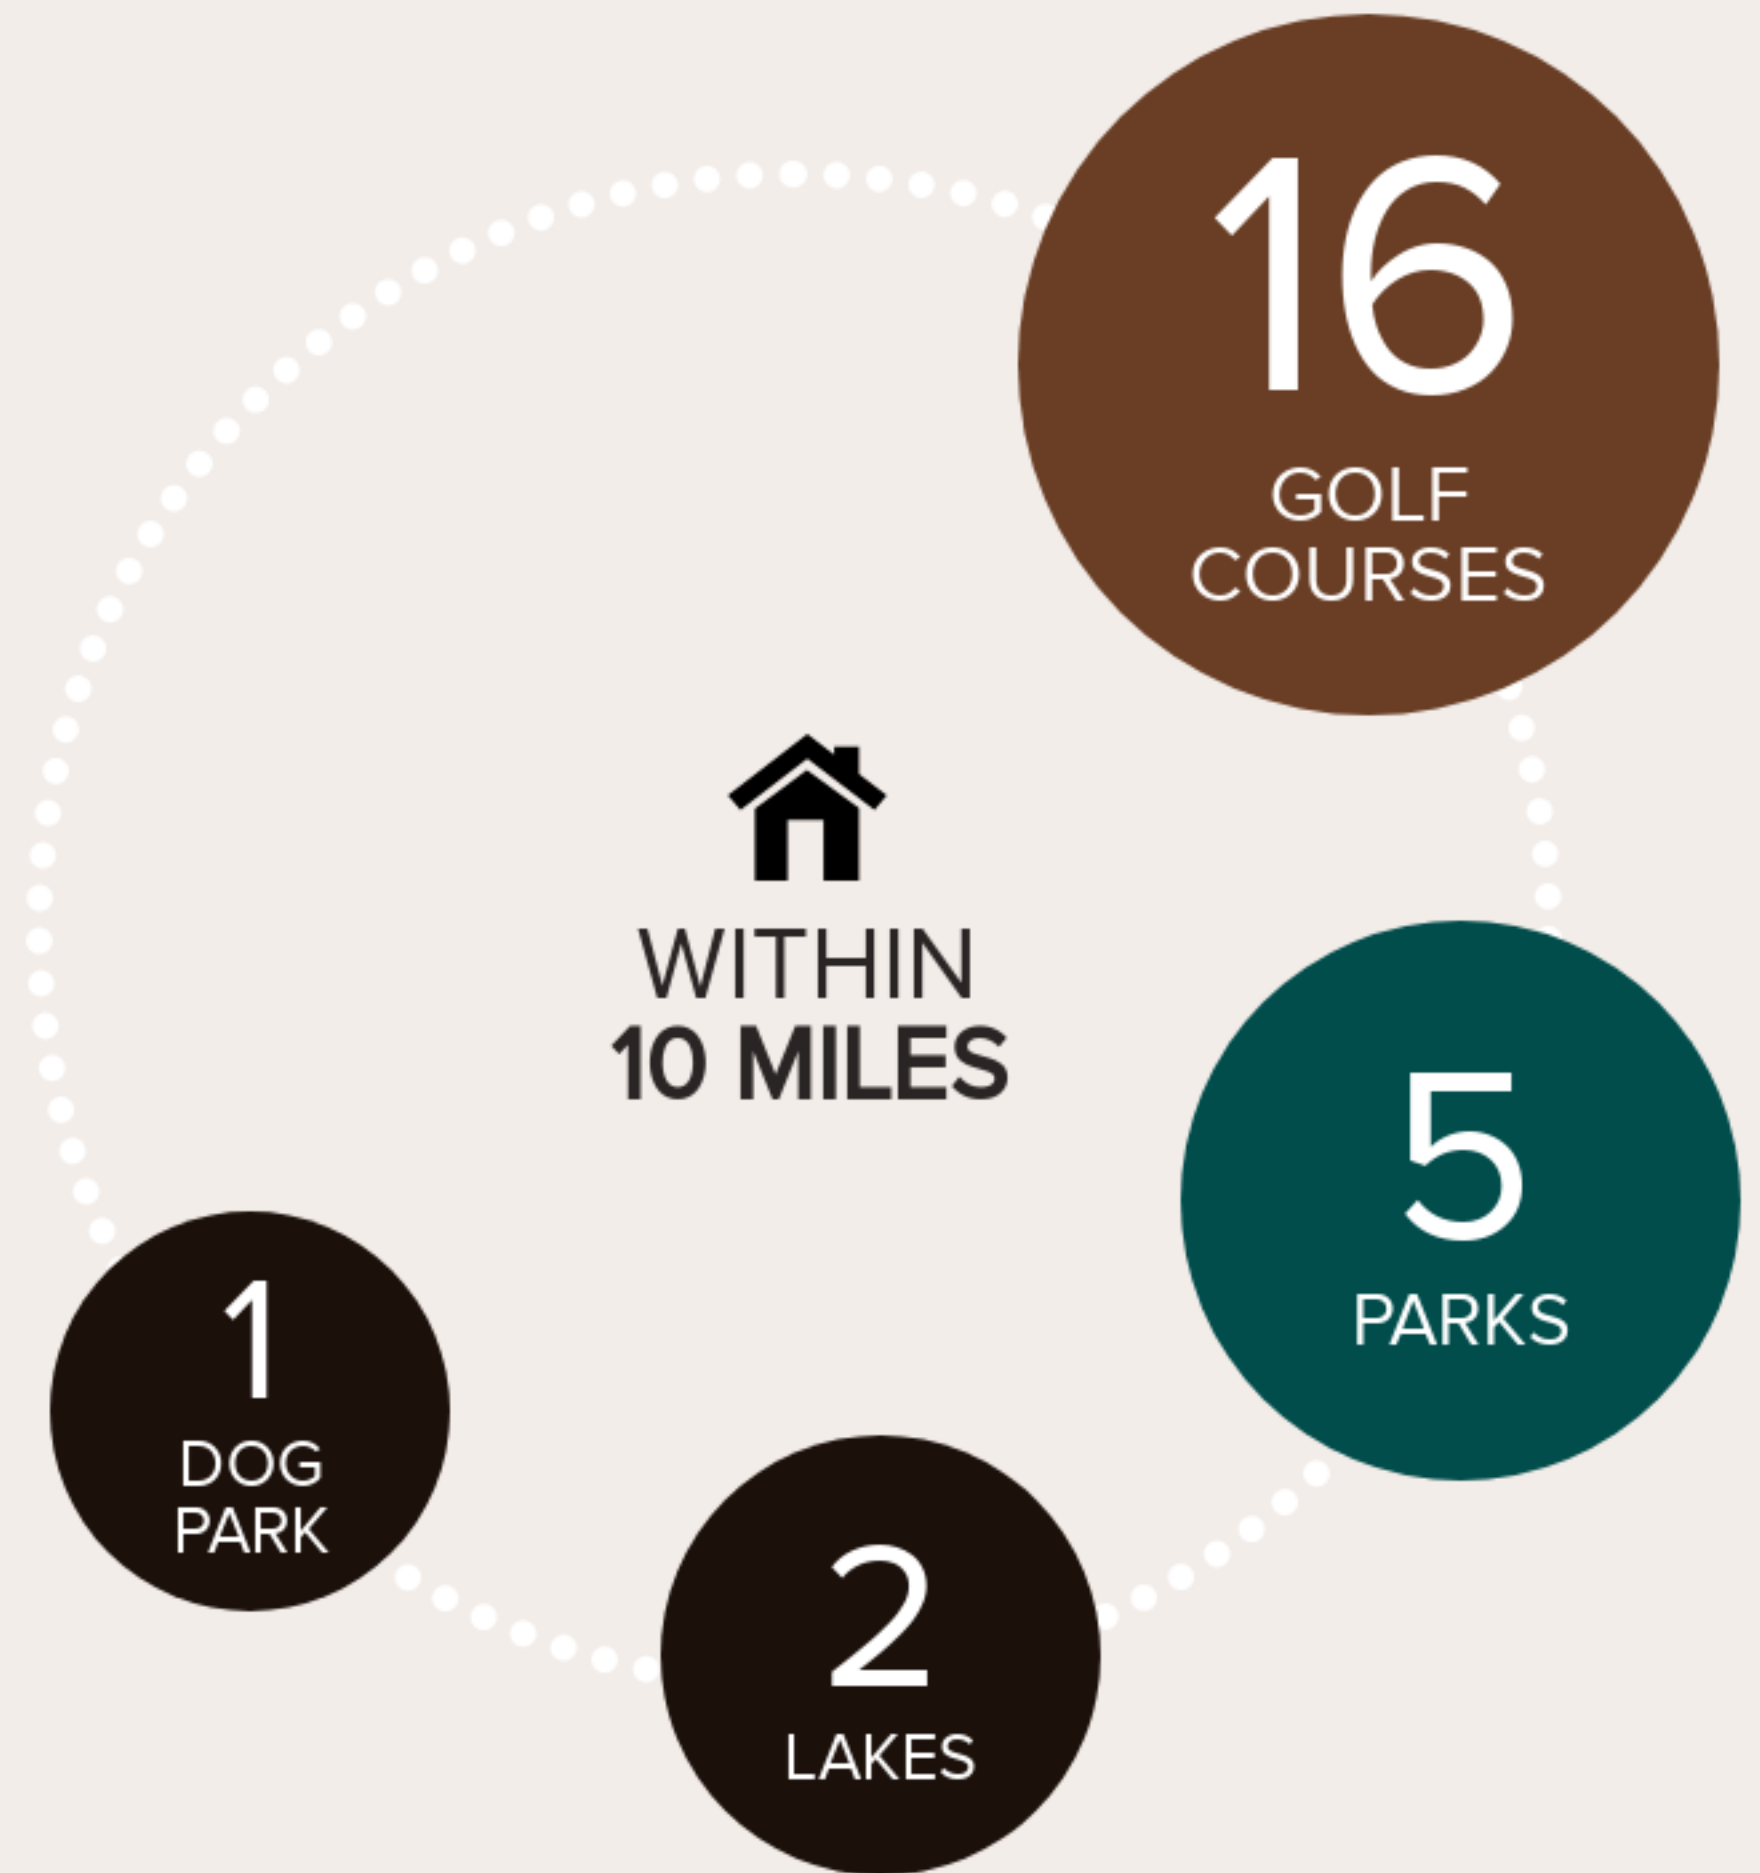 16
GOLF
COURSES
WITHIN
10 MILES
5
PARKS
1
DOG
PARK
2
LAKES